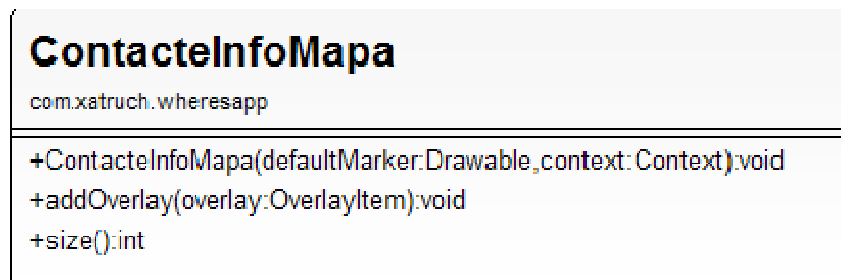 ContacteInfoMapa
com.xatruch.wheresapp
+ContacteInfoMapa(defaultMarker:Drawable,context:Context):void
+addOverlay(overlay:OverlayItem):void
+size():int